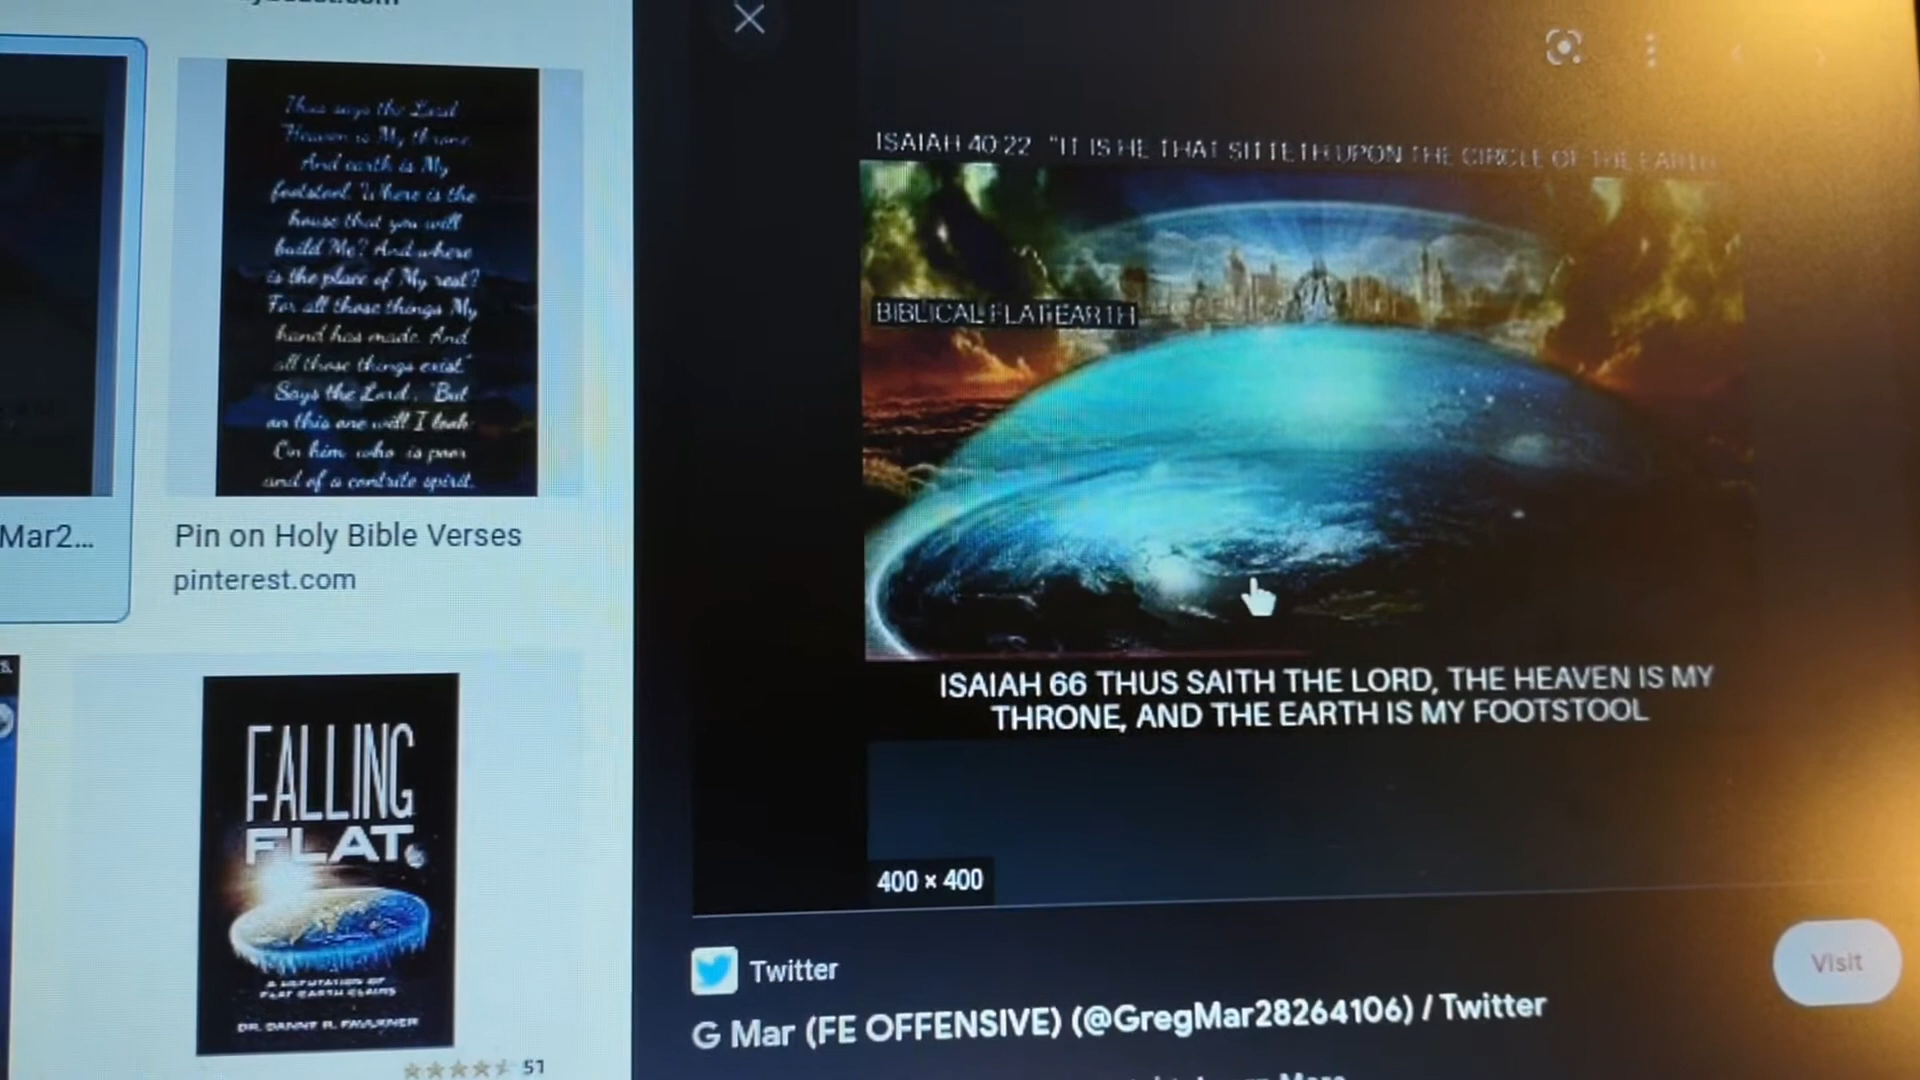 Thus says the Lord
Heaven is My throne
And earth is My
footstool. Where is the
house that you will
build Me? And where
is the place of My rest?
For all those things My
hand has made. And
all those things exist"
Says the Lord. "But
on this one will I look
On him who is poor
and of a contrite spirit.
Mar2...
Pin on Holy Bible Verses
pinterest.com
FALLING
FLAT
A REFUTATION OF
FLAT EARTH CLAIMS
DR. DANNY R. FAULKNER
51
ISAIAH 40:22 "IT IS HE THAT SITTETH UPON THE CIRCLE OF THE EARTH
BIBLICAL FLAT EARTH
ISAIAH 66 THUS SAITH THE LORD, THE HEAVEN IS MY
THRONE, AND THE EARTH IS MY FOOTSTOOL
400 × 400
Twitter
Visit
G Mar (FE OFFENSIVE) (@GregMar28264106) / Twitter